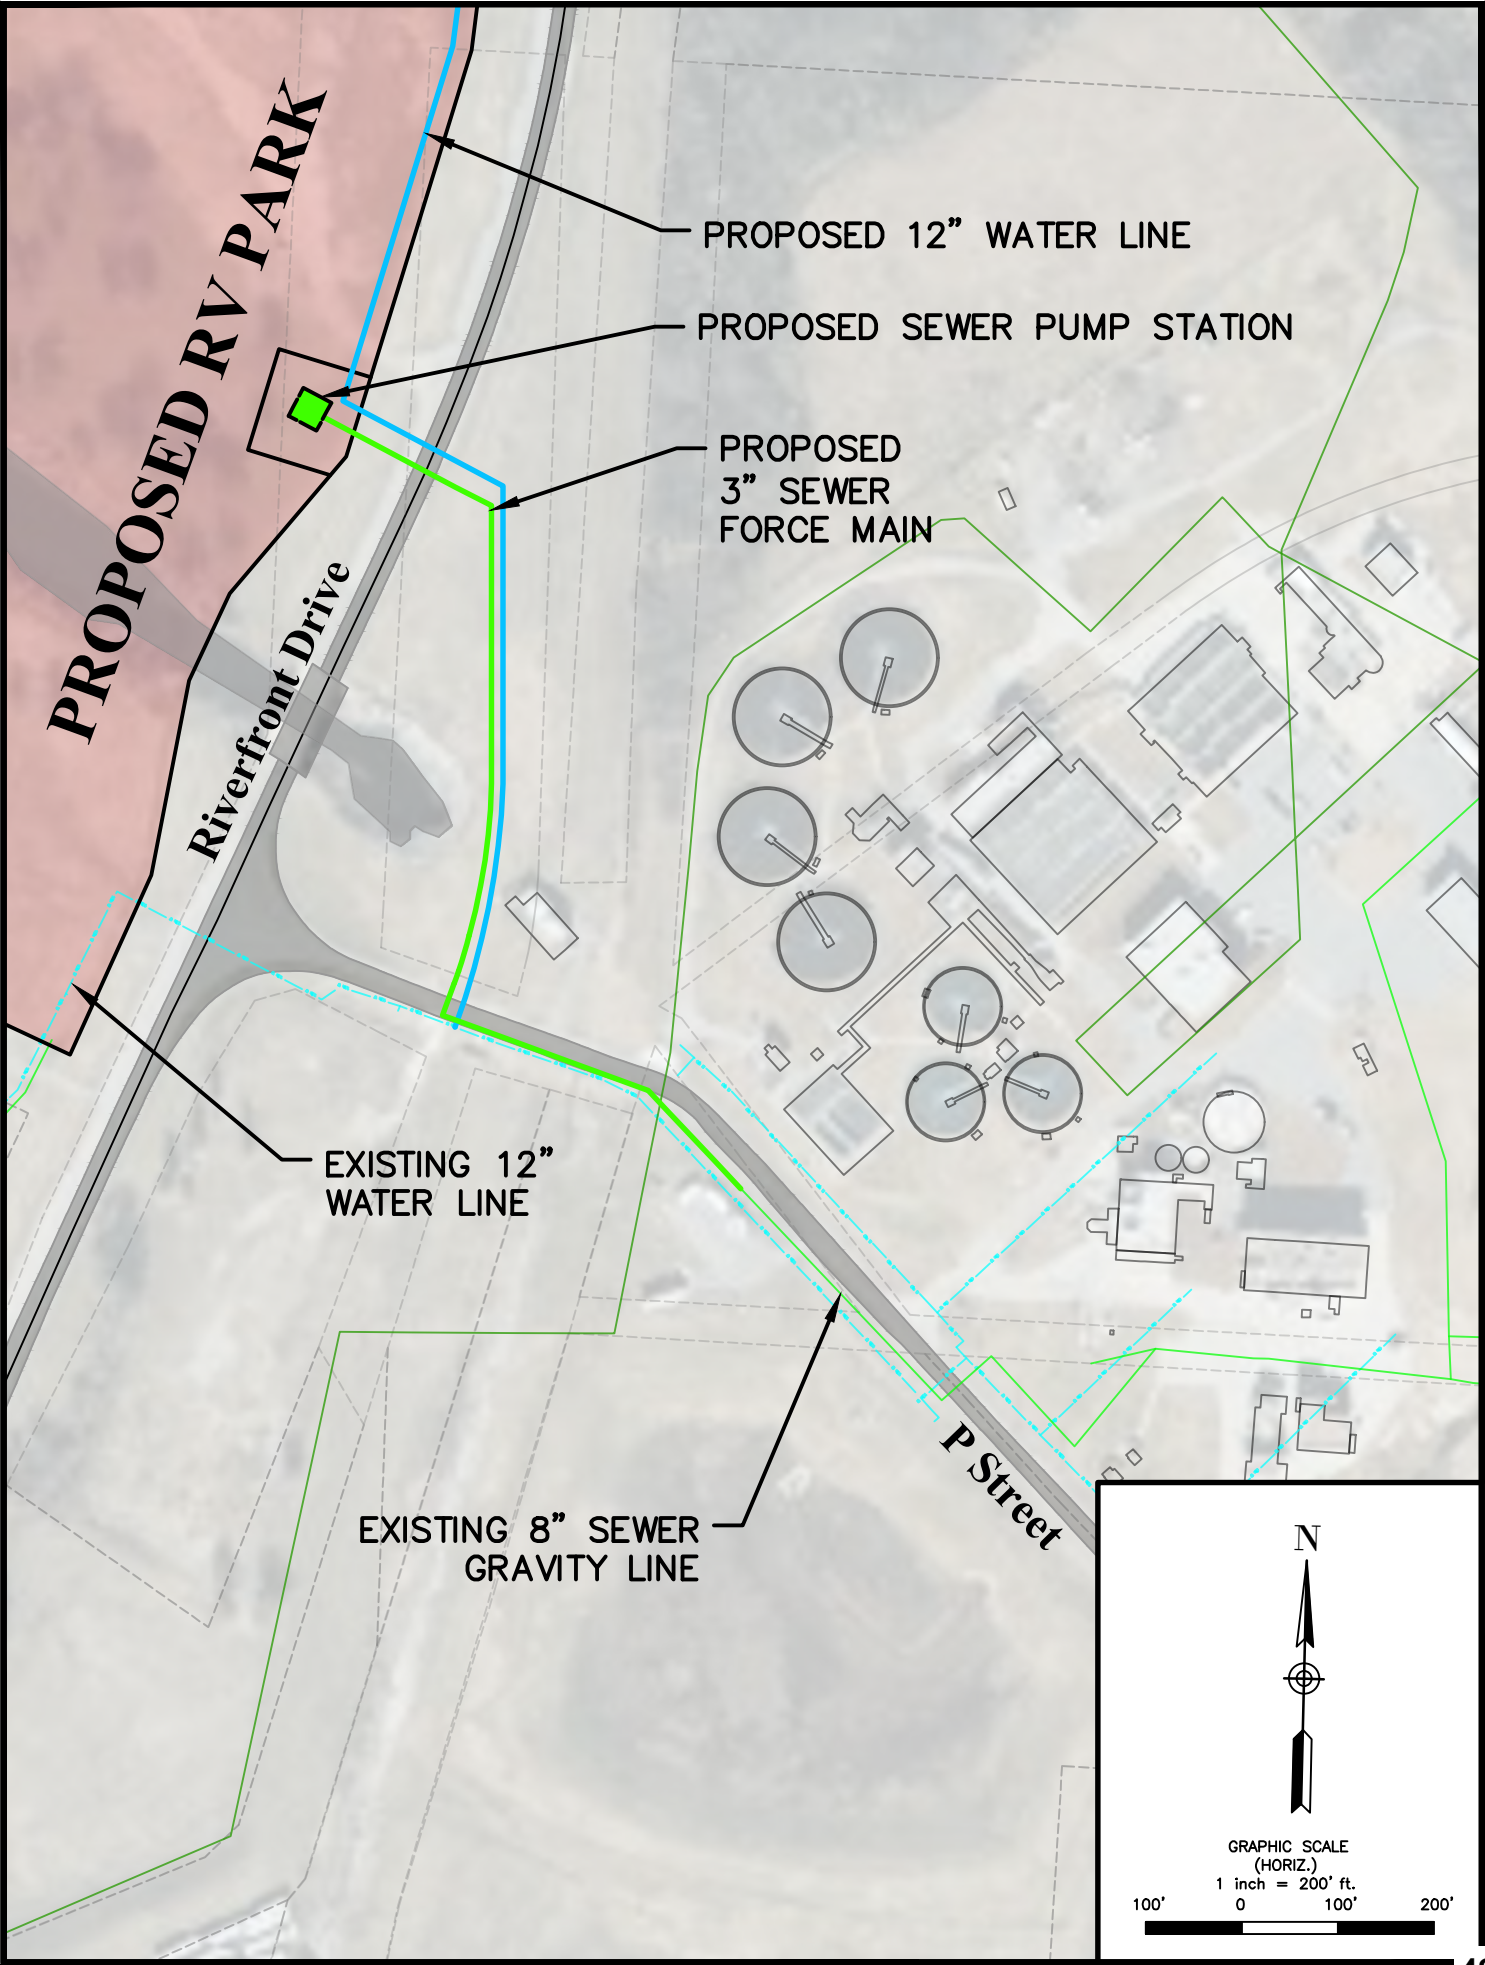 PROPOSED RV PARK
PROPOSED 12” WATER LINE
PROPOSED SEWER PUMP STATION
PROPOSED
3” SEWER
FORCE MAIN
Riverfront Drive
EXISTING 12”
WATER LINE
EXISTING 8” SEWER
GRAVITY LINE
P Street
N
GRAPHIC SCALE
(HORIZ.)
1 inch = 200' ft.
100' 0 100' 200'